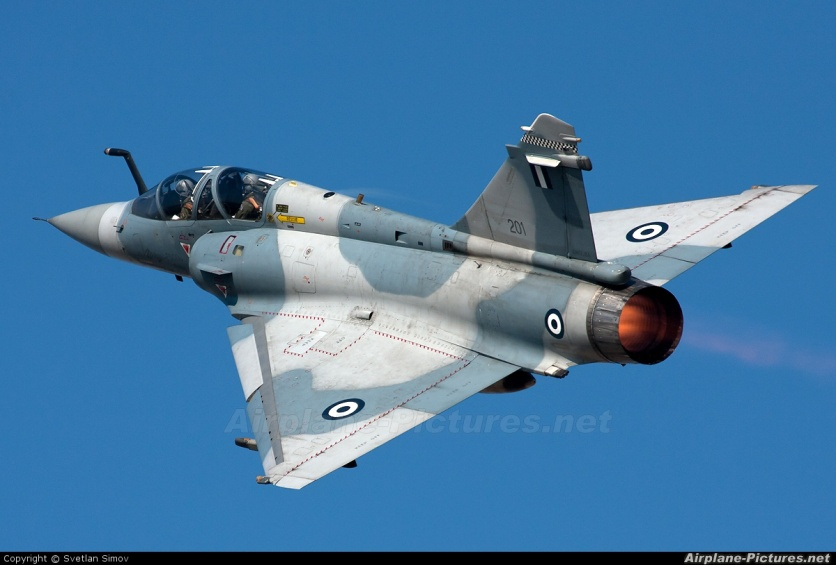 201
Airplane-Pictures.net
Copyright © Svetlan Simov
Airplane-Pictures.net